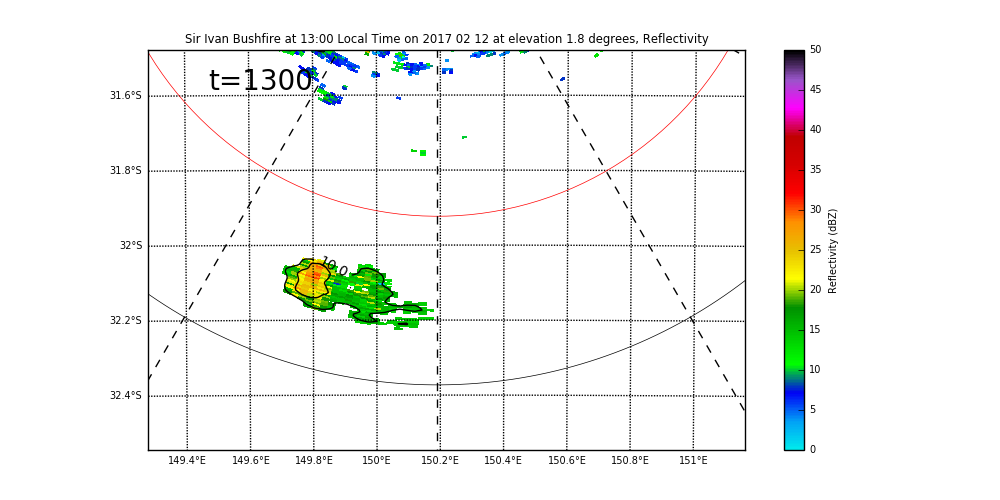 Sir Ivan Bushfire at 13:00 Local Time on 2017 02 12 at elevation 1.8 degrees, Reflectivity
t=1300
31.6°S
31.8°S
32°S
32.2°S
32.4°S
10.0
149.4°E 149.6°E 149.8°E 150°E 150.2°E 150.4°E 150.6°E 150.8°E 151°E
50
45
40
35
30
25
20
15
10
5
0
Reflectivity (dBZ)